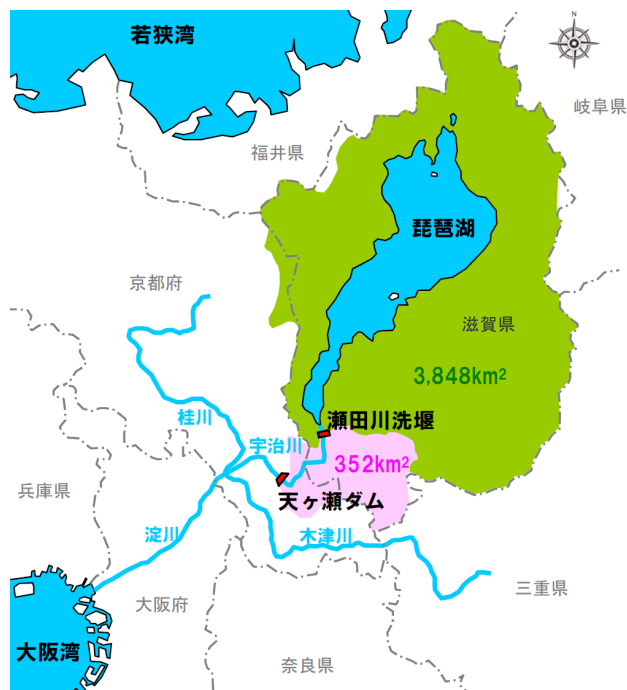 若狭湾
N
岐阜県
福井県
琵琶湖
京都府
滋賀県
3,848km²
桂川
瀬田川洗堰
宇治川
352km²
兵庫県
天ヶ瀬ダム
淀川
木津川
三重県
大阪府
大阪湾
奈良県